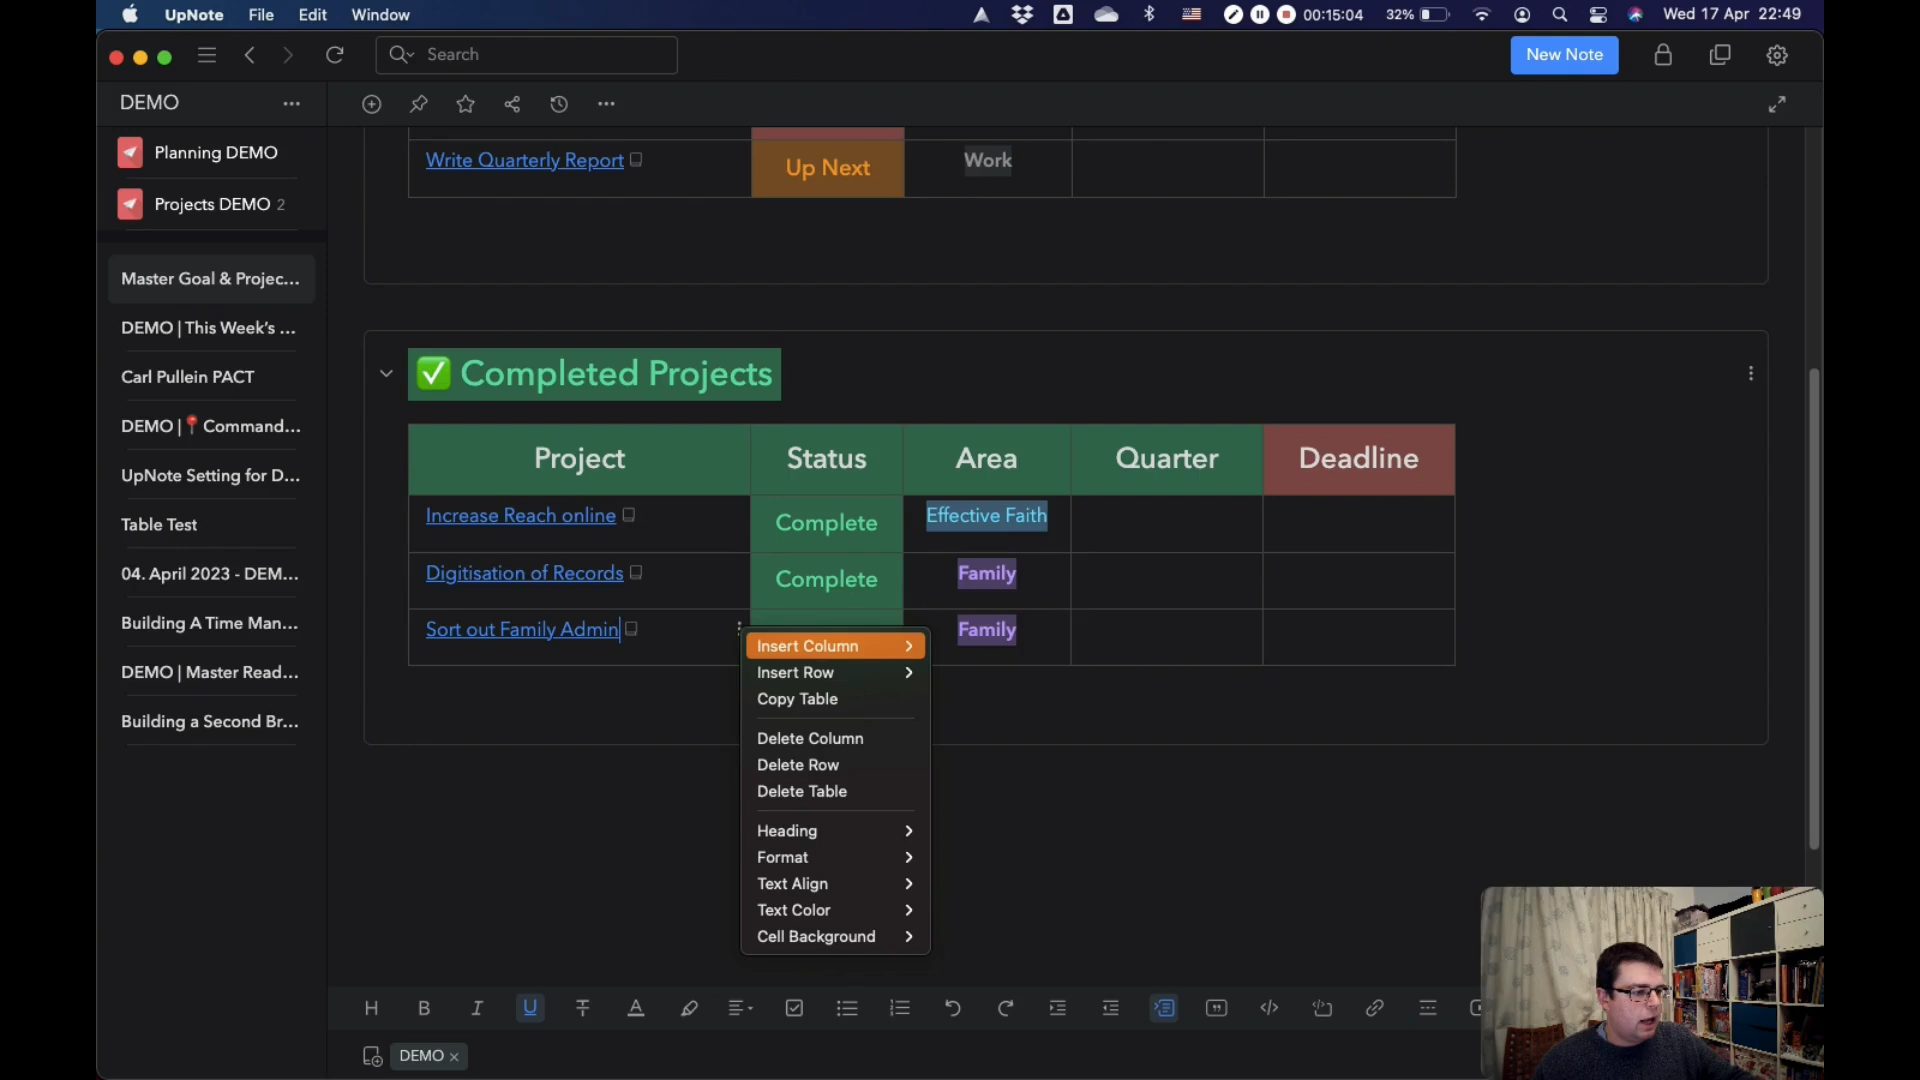 UpNote File Edit Window 00:15:04 32% Wed 17 Apr 22:49
Search New Note
DEMO
Planning DEMO
Projects DEMO 2
Master Goal & Projec...
DEMO | This Week's ...
Carl Pullein PACT
DEMO | 📍 Command...
UpNote Setting for D...
Table Test
04. April 2023 - DEM...
Building A Time Man...
DEMO | Master Read...
Building a Second Br...
Write Quarterly Report Up Next Work
✅ Completed Projects
Project Status Area Quarter Deadline
Increase Reach online Complete Effective Faith
Digitisation of Records Complete Family
Sort out Family Admin Family
Insert Column
Insert Row
Copy Table
Delete Column
Delete Row
Delete Table
Heading
Format
Text Align
Text Color
Cell Background
DEMO